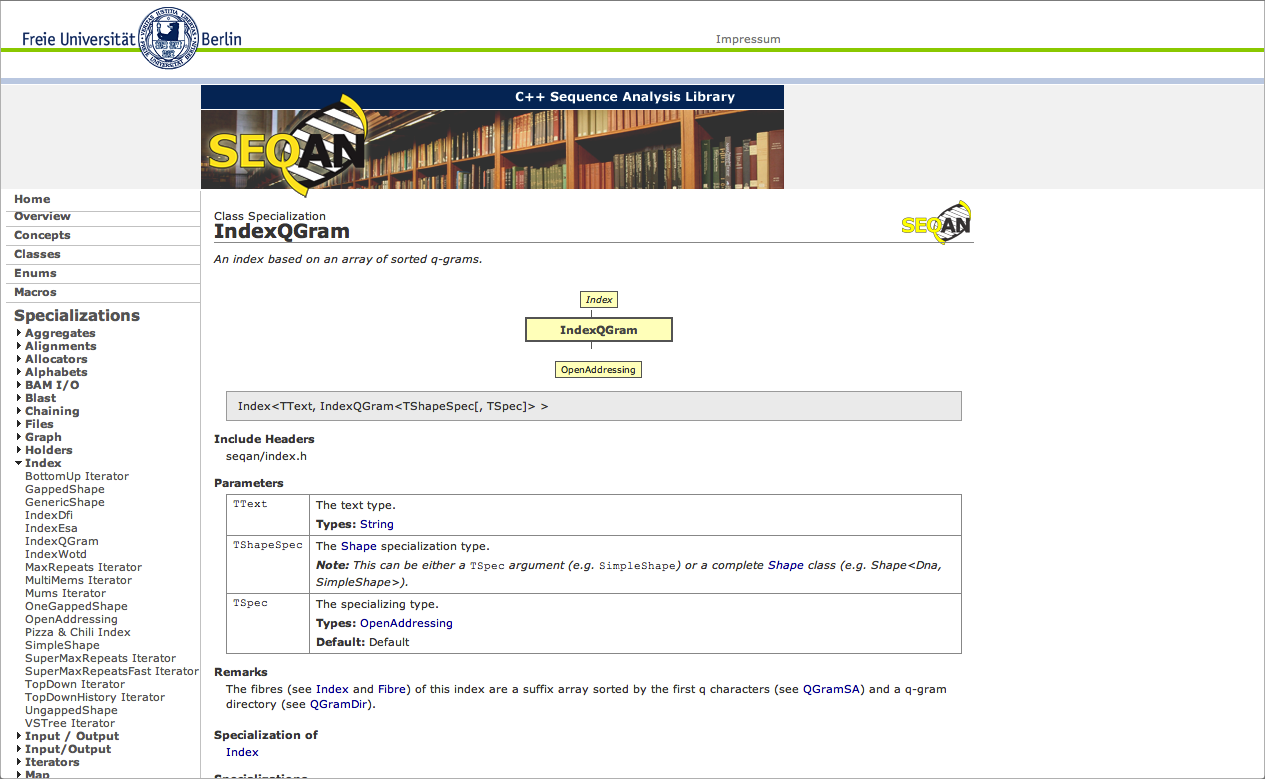 Freie Universität Berlin
Impressum
C++ Sequence Analysis Library
SEQAN
Home
Overview
Concepts
Classes
Enums
Macros
Specializations
Aggregates
Alignments
Allocators
Alphabets
BAM I/O
Blast
Chaining
Files
Graph
Holders
Index
BottomUp Iterator
GappedShape
GenericShape
IndexDfi
IndexEsa
IndexQGram
IndexWotd
MaxRepeats Iterator
MultiMems Iterator
Mums Iterator
OneGappedShape
OpenAddressing
Pizza & Chili Index
SimpleShape
SuperMaxRepeats Iterator
SuperMaxRepeatsFast Iterator
TopDown Iterator
TopDownHistory Iterator
UngappedShape
VSTree Iterator
Input / Output
Input/Output
Iterators
Map
Class Specialization
IndexQGram
SEQAN
An index based on an array of sorted q-grams.
Index
IndexQGram
OpenAddressing
Index<TText, IndexQGram<TShapeSpec[, TSpec]> >
Include Headers
seqan/index.h
Parameters
TText
The text type.
Types: String
TShapeSpec
The Shape specialization type.
Note: This can be either a TSpec argument (e.g. SimpleShape) or a complete Shape class (e.g. Shape<Dna,
SimpleShape>).
TSpec
The specializing type.
Types: OpenAddressing
Default: Default
Remarks
The fibres (see Index and Fibre) of this index are a suffix array sorted by the first q characters (see QGramSA) and a q-gram
directory (see QGramDir).
Specialization of
Index
Specializations